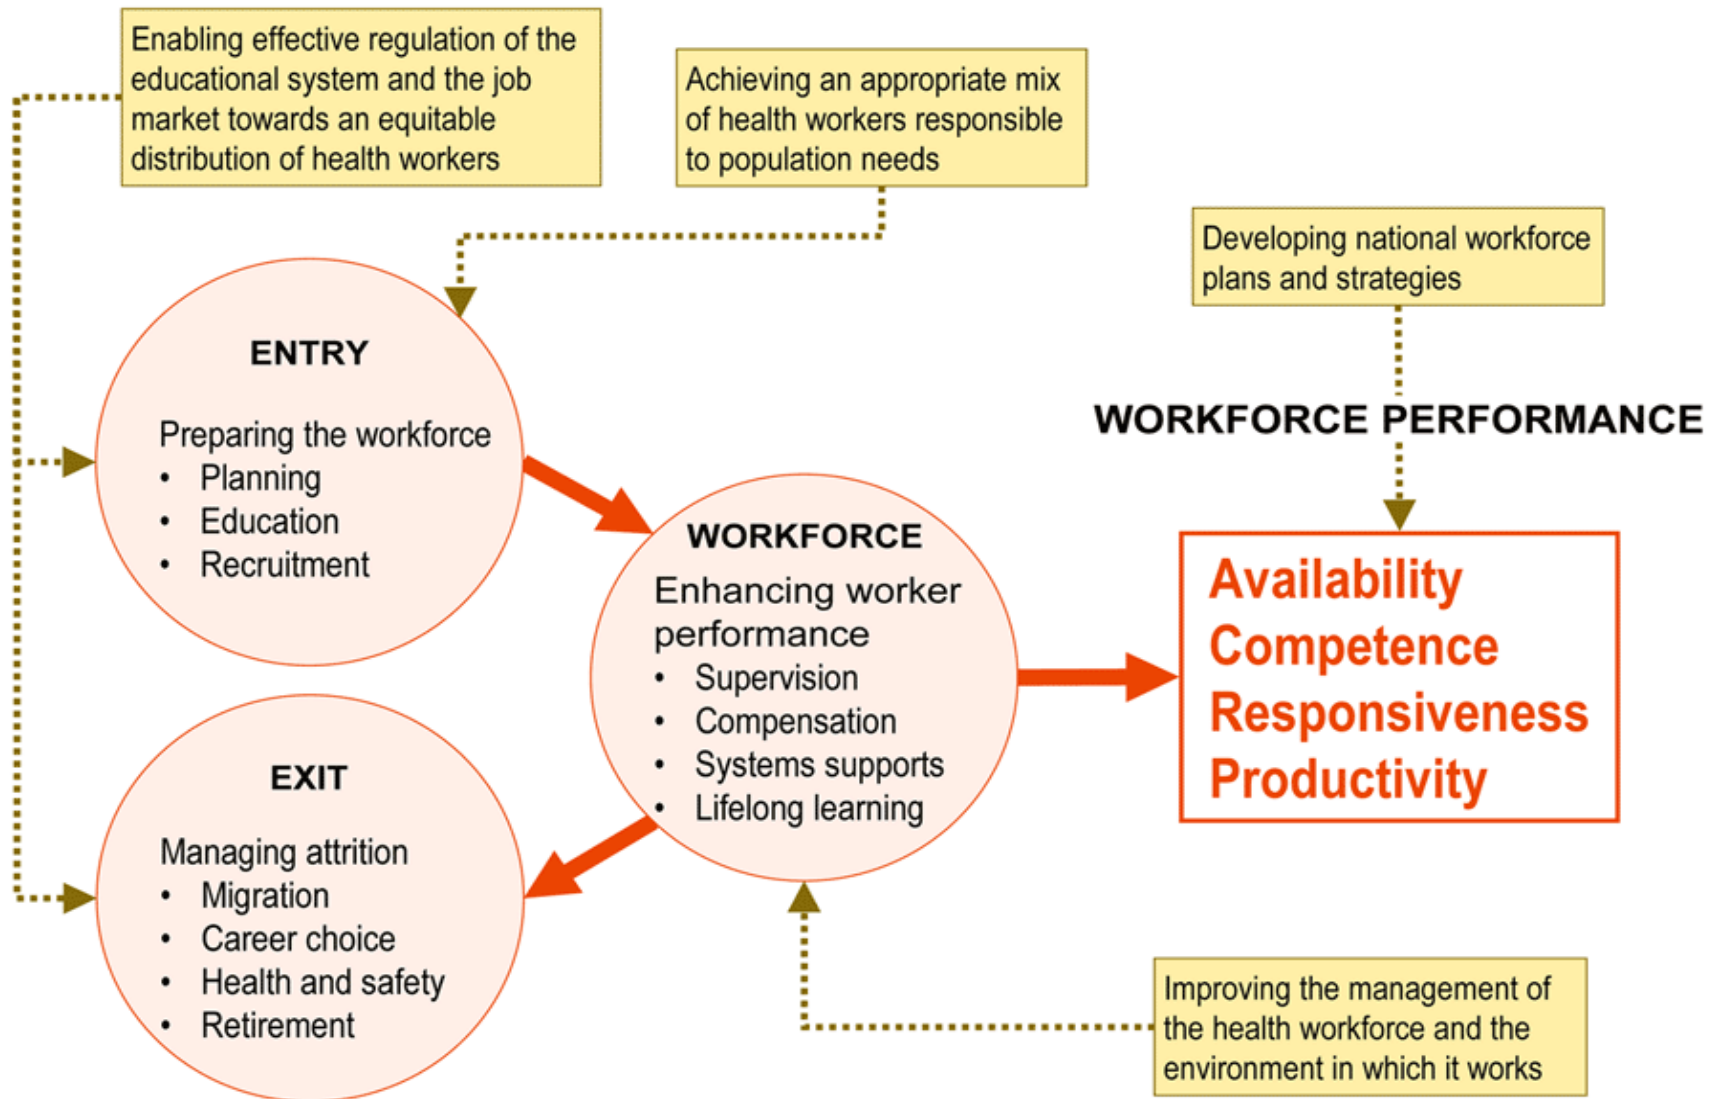 Enabling effective regulation of the
educational system and the job
market towards an equitable
distribution of health workers
Achieving an appropriate mix
of health workers responsible
to population needs
Developing national workforce
plans and strategies
ENTRY
Preparing the workforce
• Planning
• Education
• Recruitment
WORKFORCE PERFORMANCE
WORKFORCE
Enhancing worker
performance
• Supervision
• Compensation
• Systems supports
• Lifelong learning
Availability
Competence
Responsiveness
Productivity
EXIT
Managing attrition
• Migration
• Career choice
• Health and safety
• Retirement
Improving the management of
the health workforce and the
environment in which it works